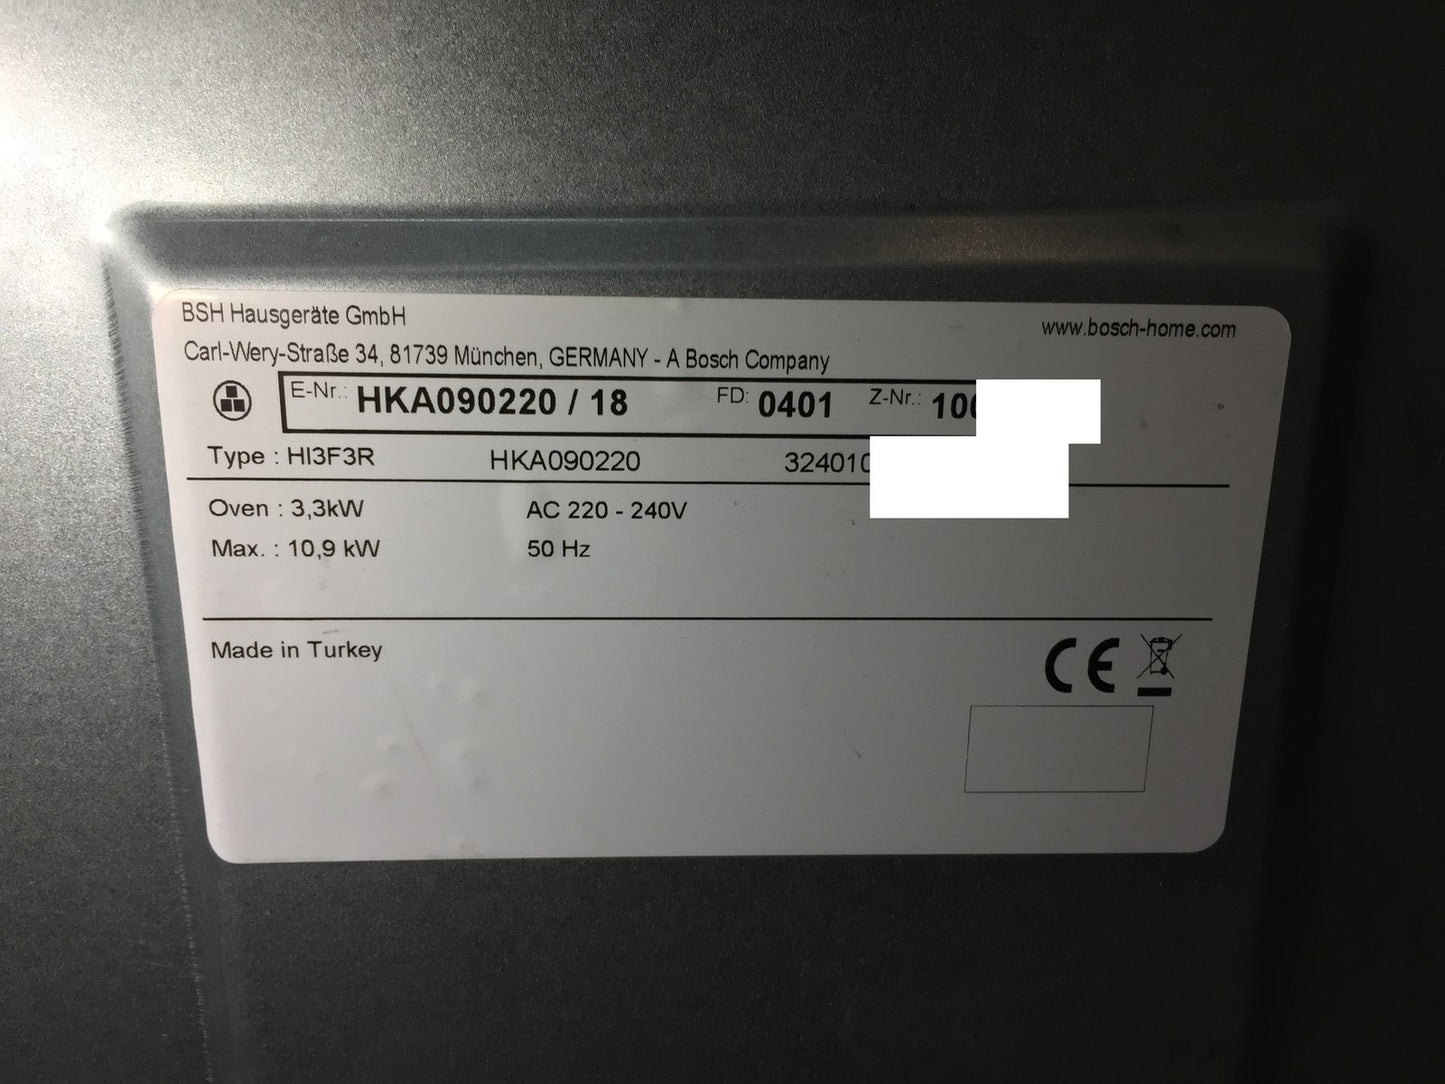 BSH Hausgeräte GmbH
www.bosch-home.com
Carl-Wery-Straße 34, 81739 München, GERMANY - A Bosch Company
E-Nr.: HKA090220 / 18 FD: 0401 Z-Nr.: 100
Type : HI3F3R HKA090220 324010
Oven : 3,3kW AC 220 - 240V
Max. : 10,9 kW 50 Hz
Made in Turkey
CE